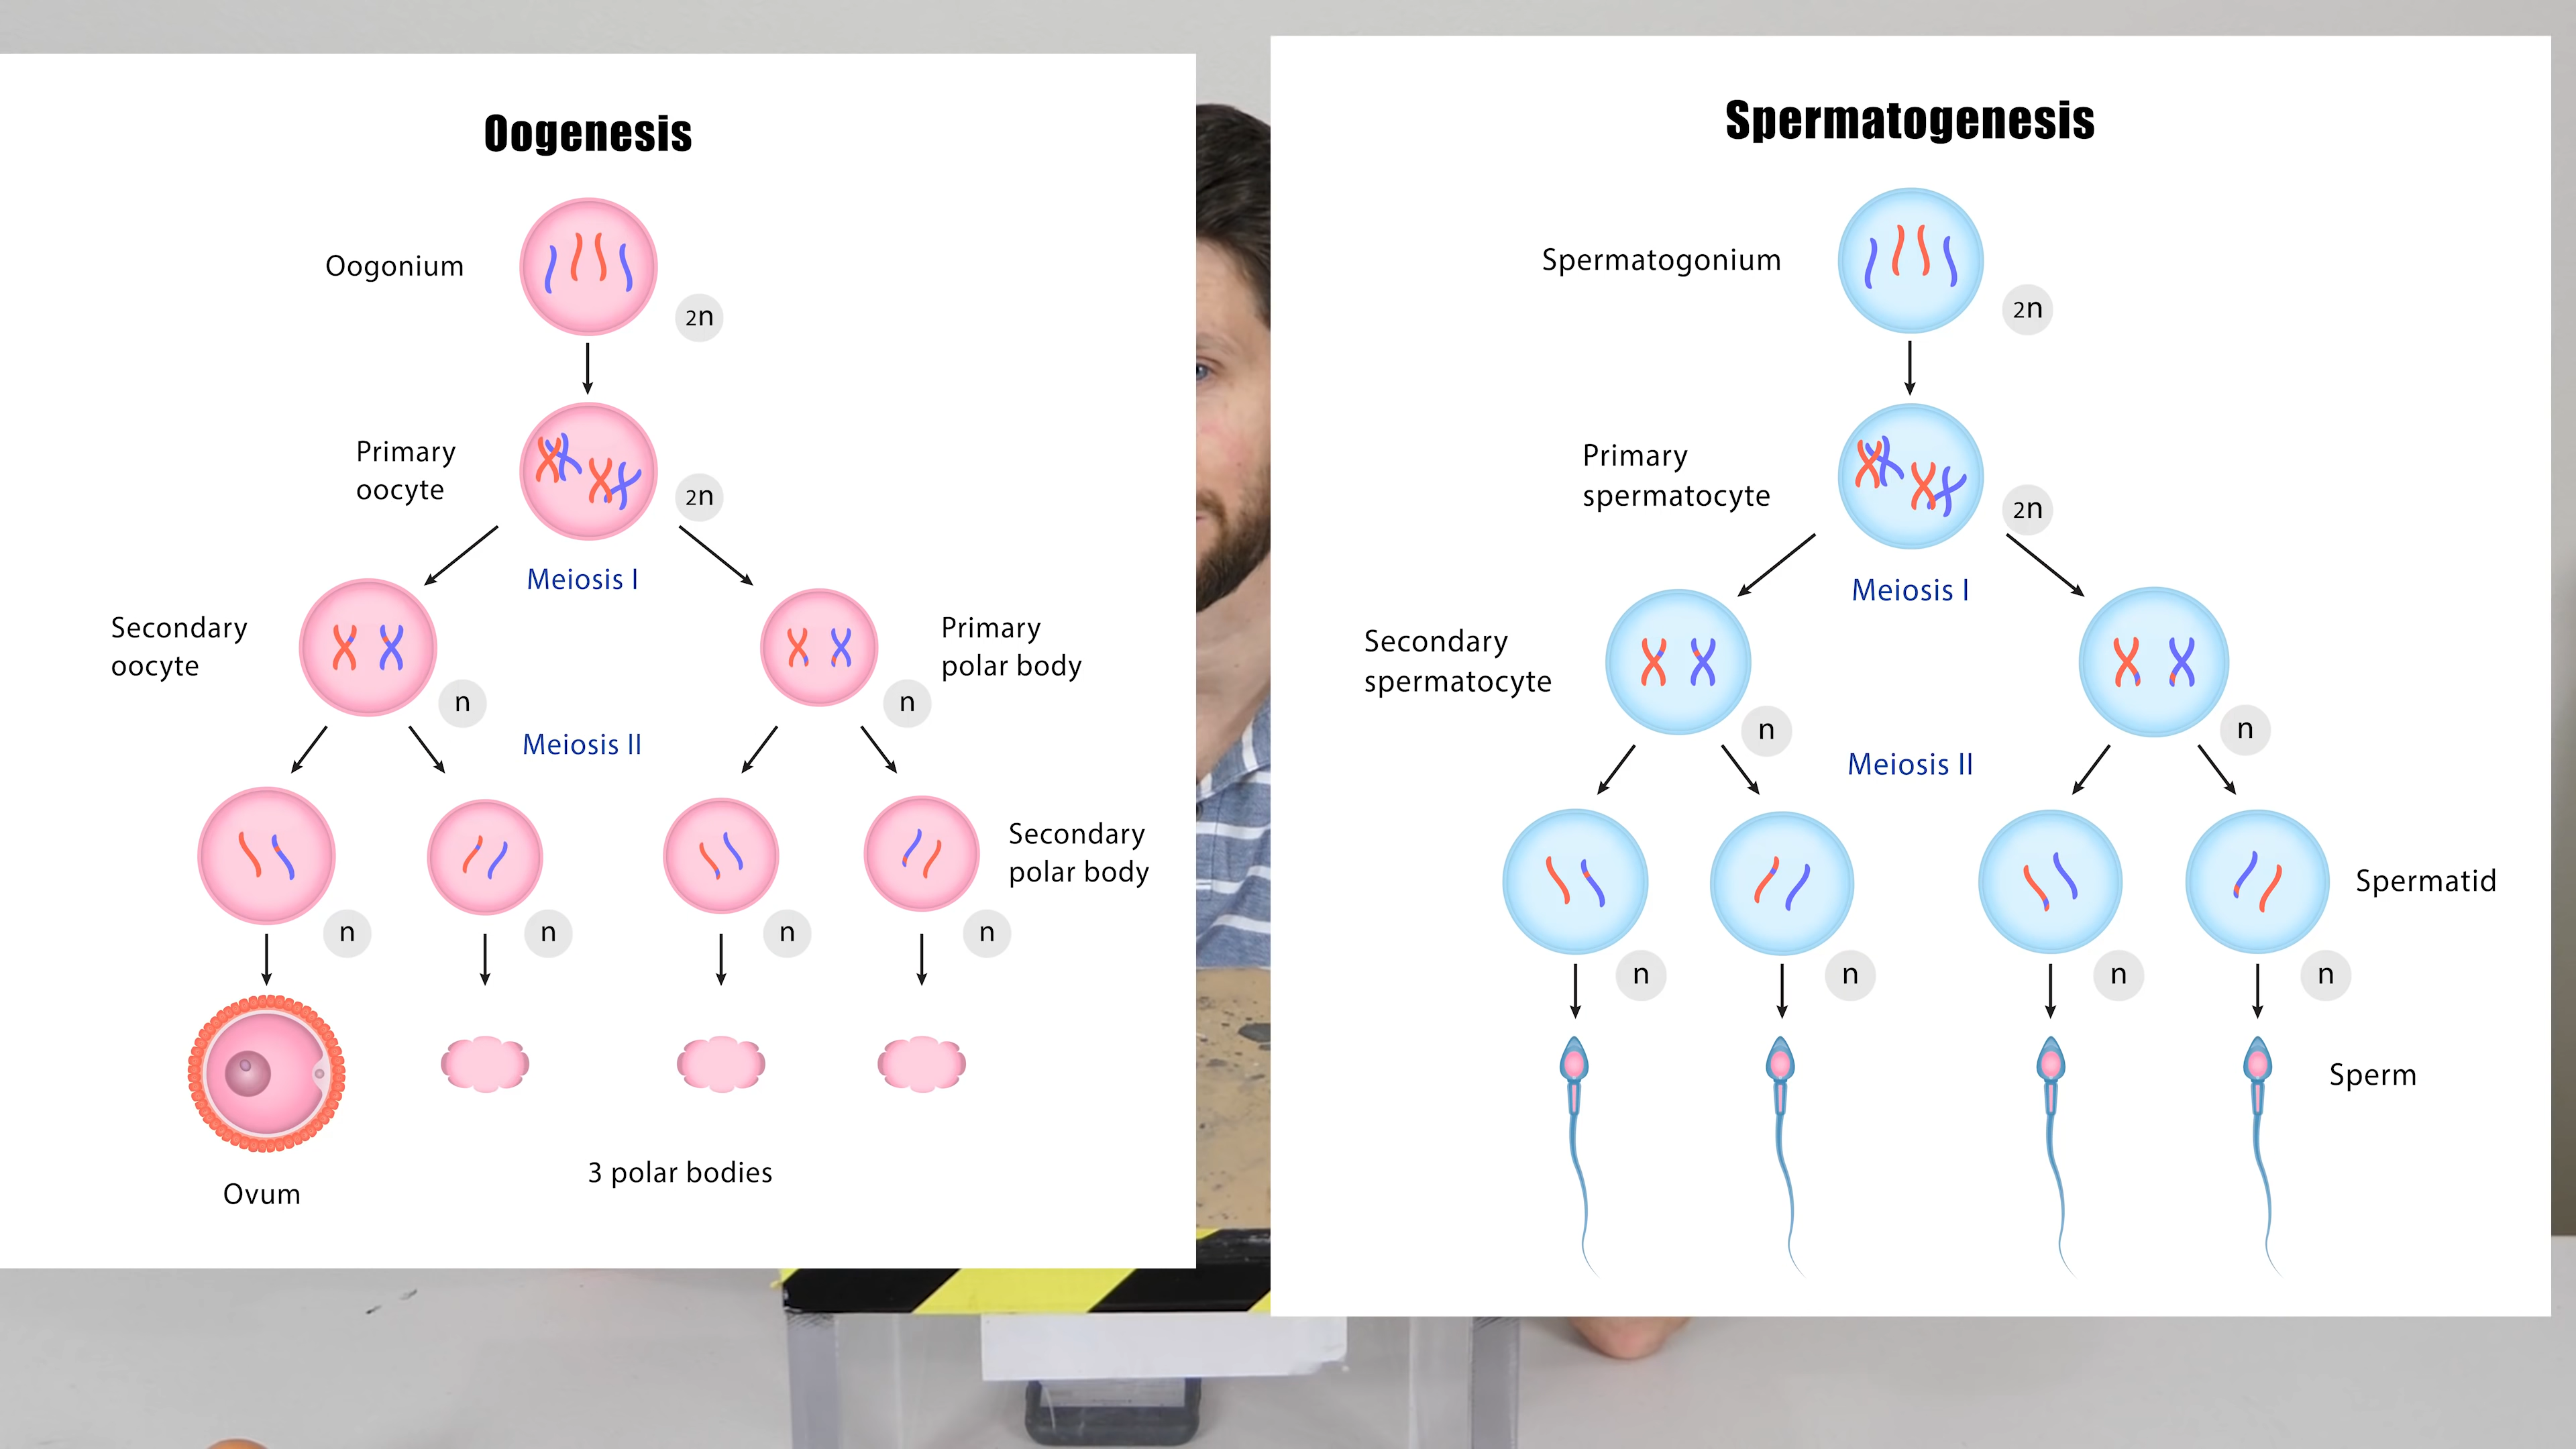 Oogenesis
Oogonium
2n
Primary
oocyte
2n
Meiosis I
Secondary
oocyte
n
Primary
polar body
n
Meiosis II
Secondary
polar body
n
n
n
n
Ovum
3 polar bodies
Spermatogenesis
Spermatogonium
2n
Primary
spermatocyte
2n
Meiosis I
Secondary
spermatocyte
n
n
Meiosis II
Spermatid
n
n
n
n
Sperm